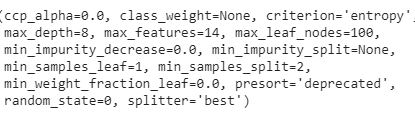 (ccp_alpha=0.0, class_weight=None, criterion='entropy'
max_depth=8, max_features=14, max_leaf_nodes=100,
min_impurity_decrease=0.0, min_impurity_split=None,
min_samples_leaf=1, min_samples_split=2,
min_weight_fraction_leaf=0.0, presort='deprecated',
random_state=0, splitter='best')